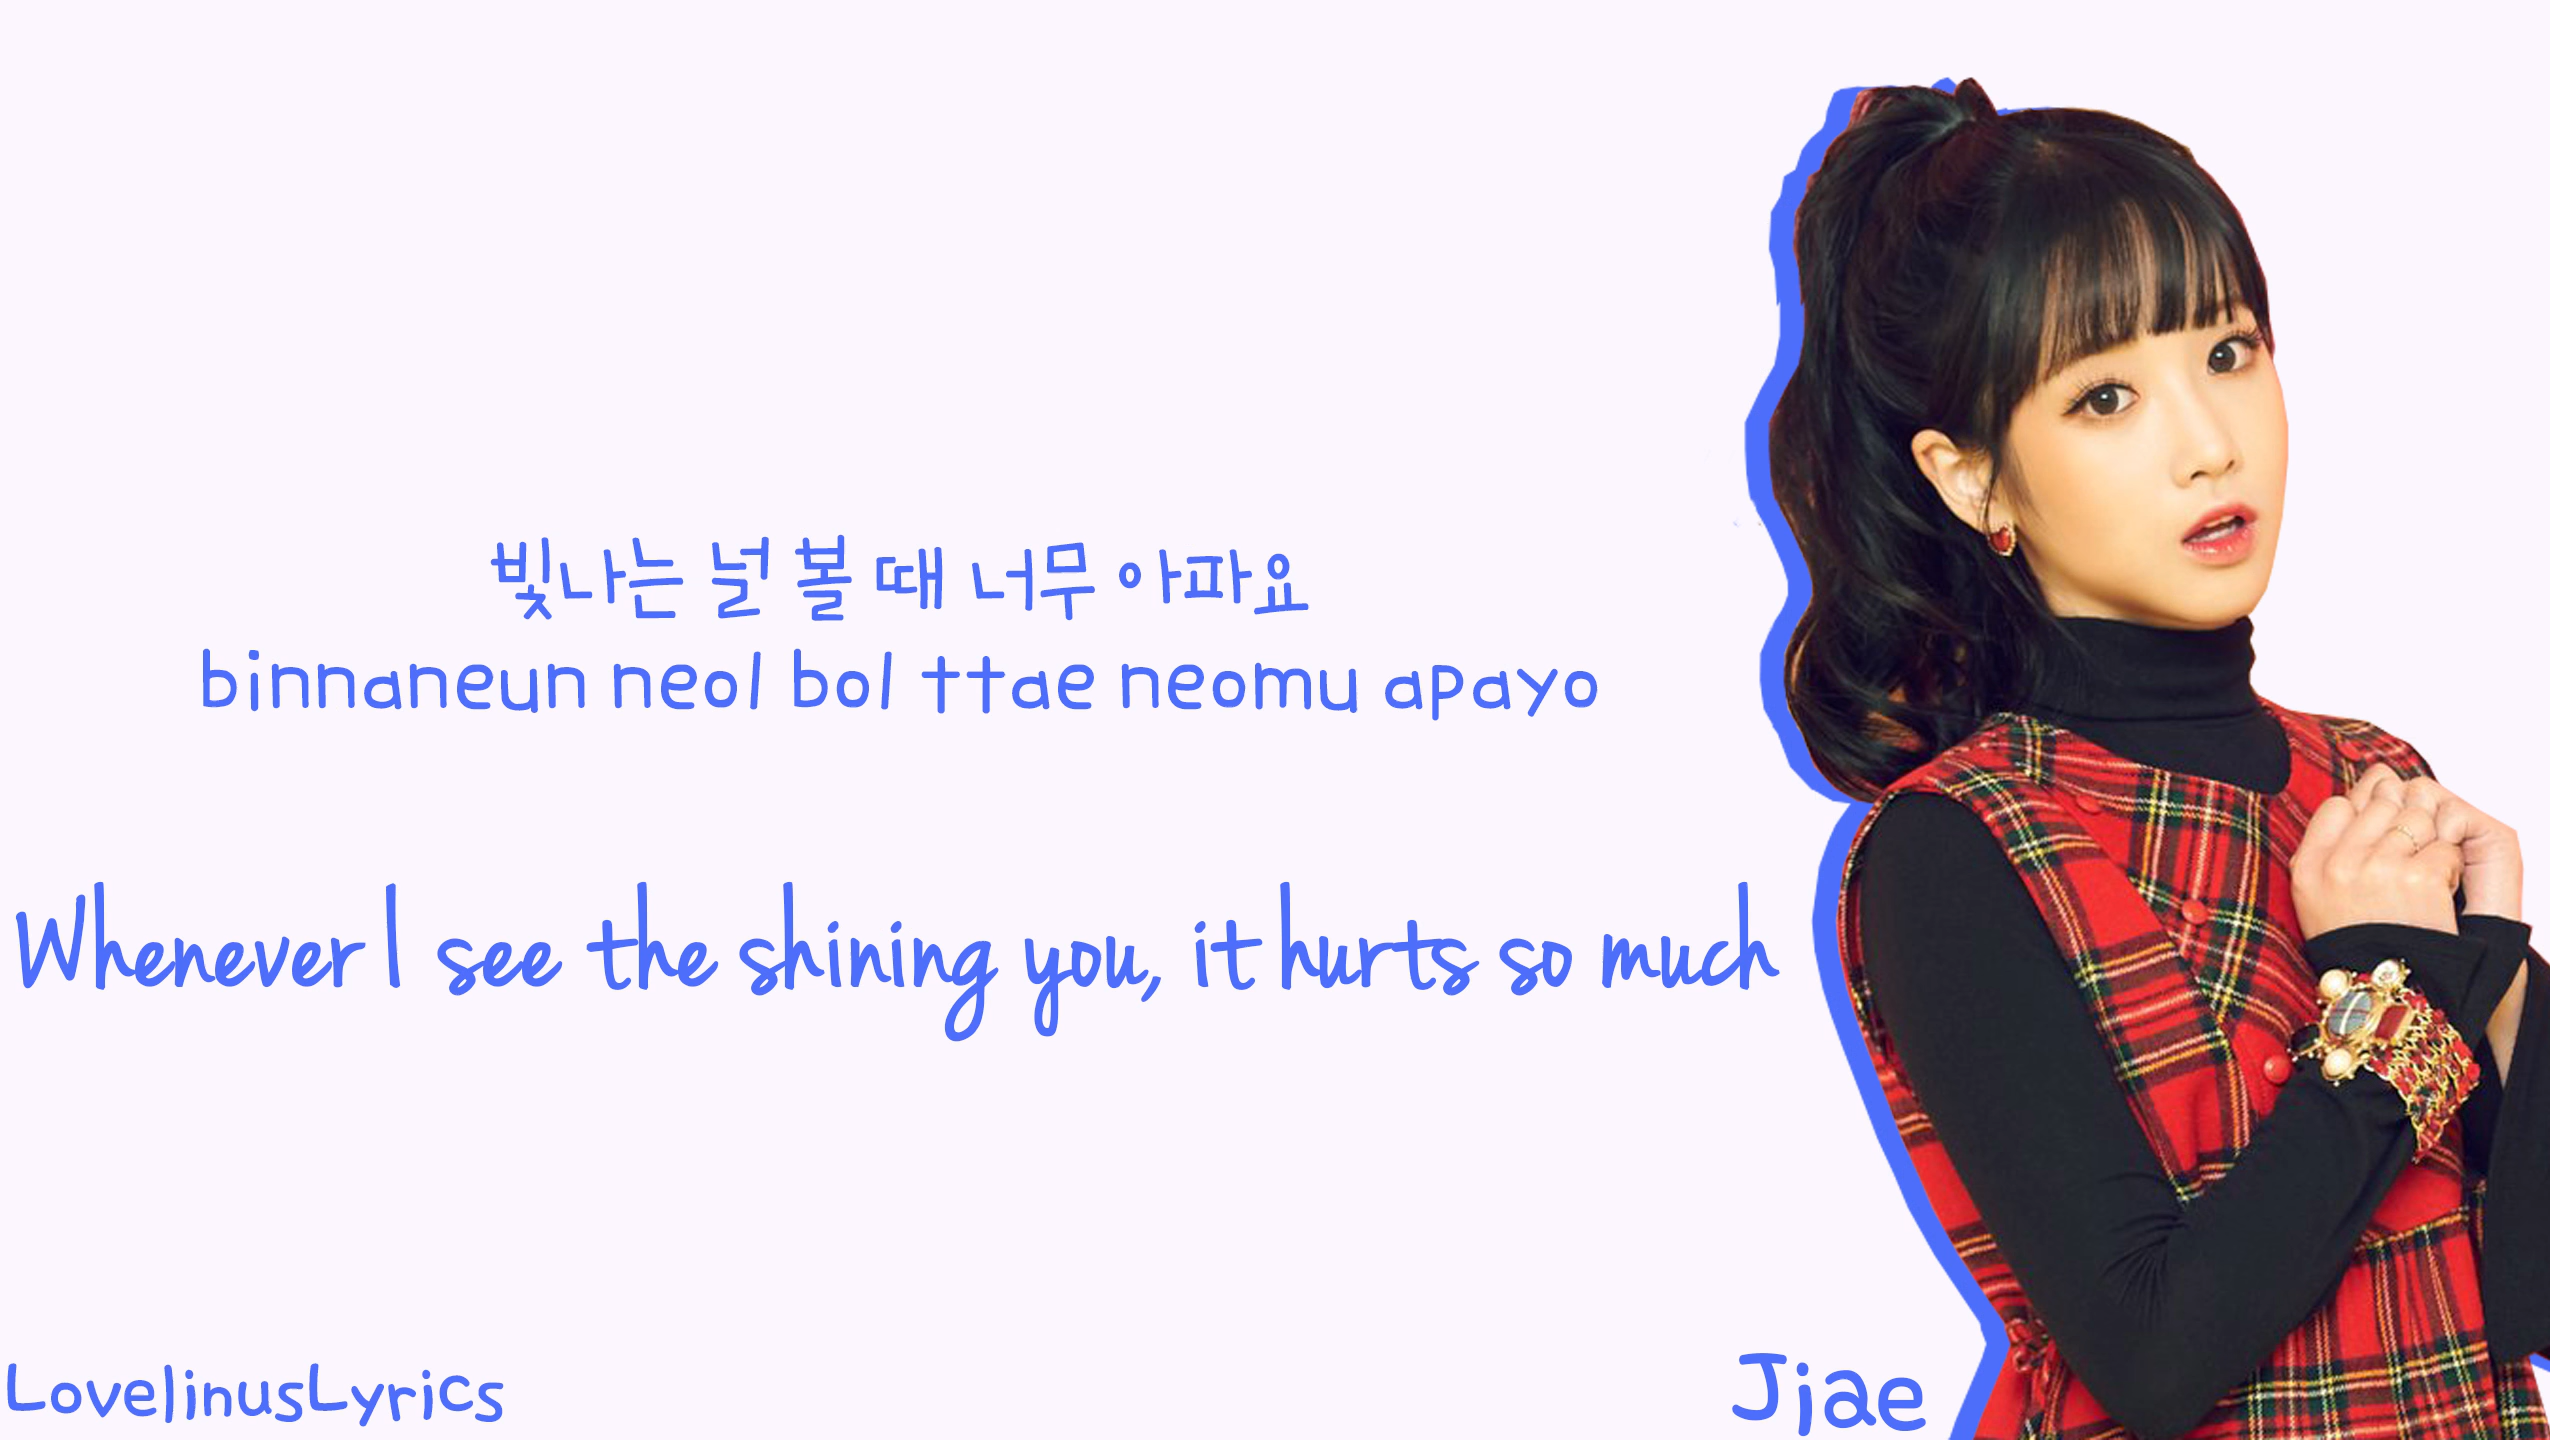 빛나는 널 볼 때 너무 아파요
binnaneun neol bol ttae neomu apayo
Whenever I see the shining you, it hurts so much
LovelinusLyrics
Jiae